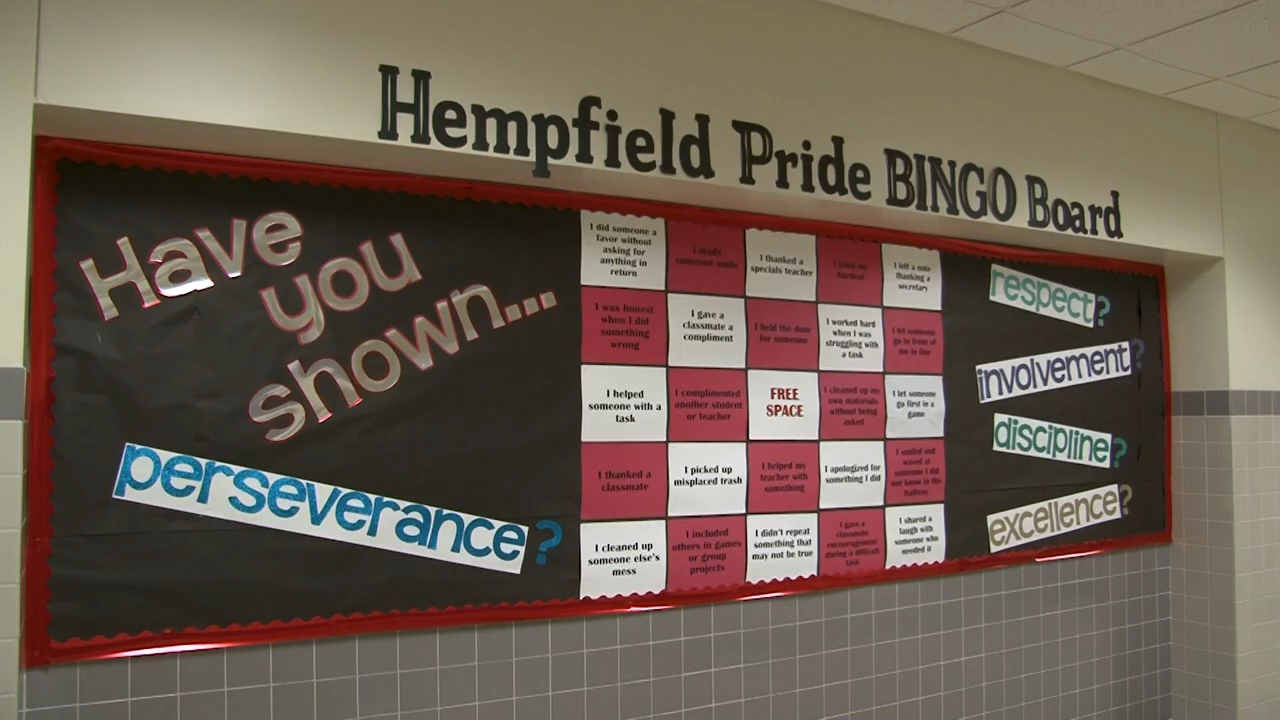 Hempfield Pride BINGO Board
Have
you
shown...
perseverance?
I did someone a
favor without
asking for
anything in
return
I made
someone smile
I thanked a
specials teacher
I tried my
hardest
I left a note
thanking a
secretary
I was honest
when I did
something
wrong
I gave a
classmate a
compliment
I held the door
for someone
I worked hard
when I was
struggling with
a task
I let someone
go in front of
me in line
I helped
someone with a
task
I complimented
another student
or teacher
FREE
SPACE
I cleaned up my
own materials
without being
asked
I let someone
go first in a
game
I thanked a
classmate
I picked up
misplaced trash
I helped my
teacher with
something
I apologized for
something I did
I smiled and
waved at
someone I did
not know in the
hallway
I cleaned up
someone else's
mess
I included
others in games
or group
projects
I didn't repeat
something that
may not be true
I gave a
classmate
encouragement
during a difficult
task
I shared a
laugh with
someone who
needed it
respect?
involvement?
discipline?
excellence?